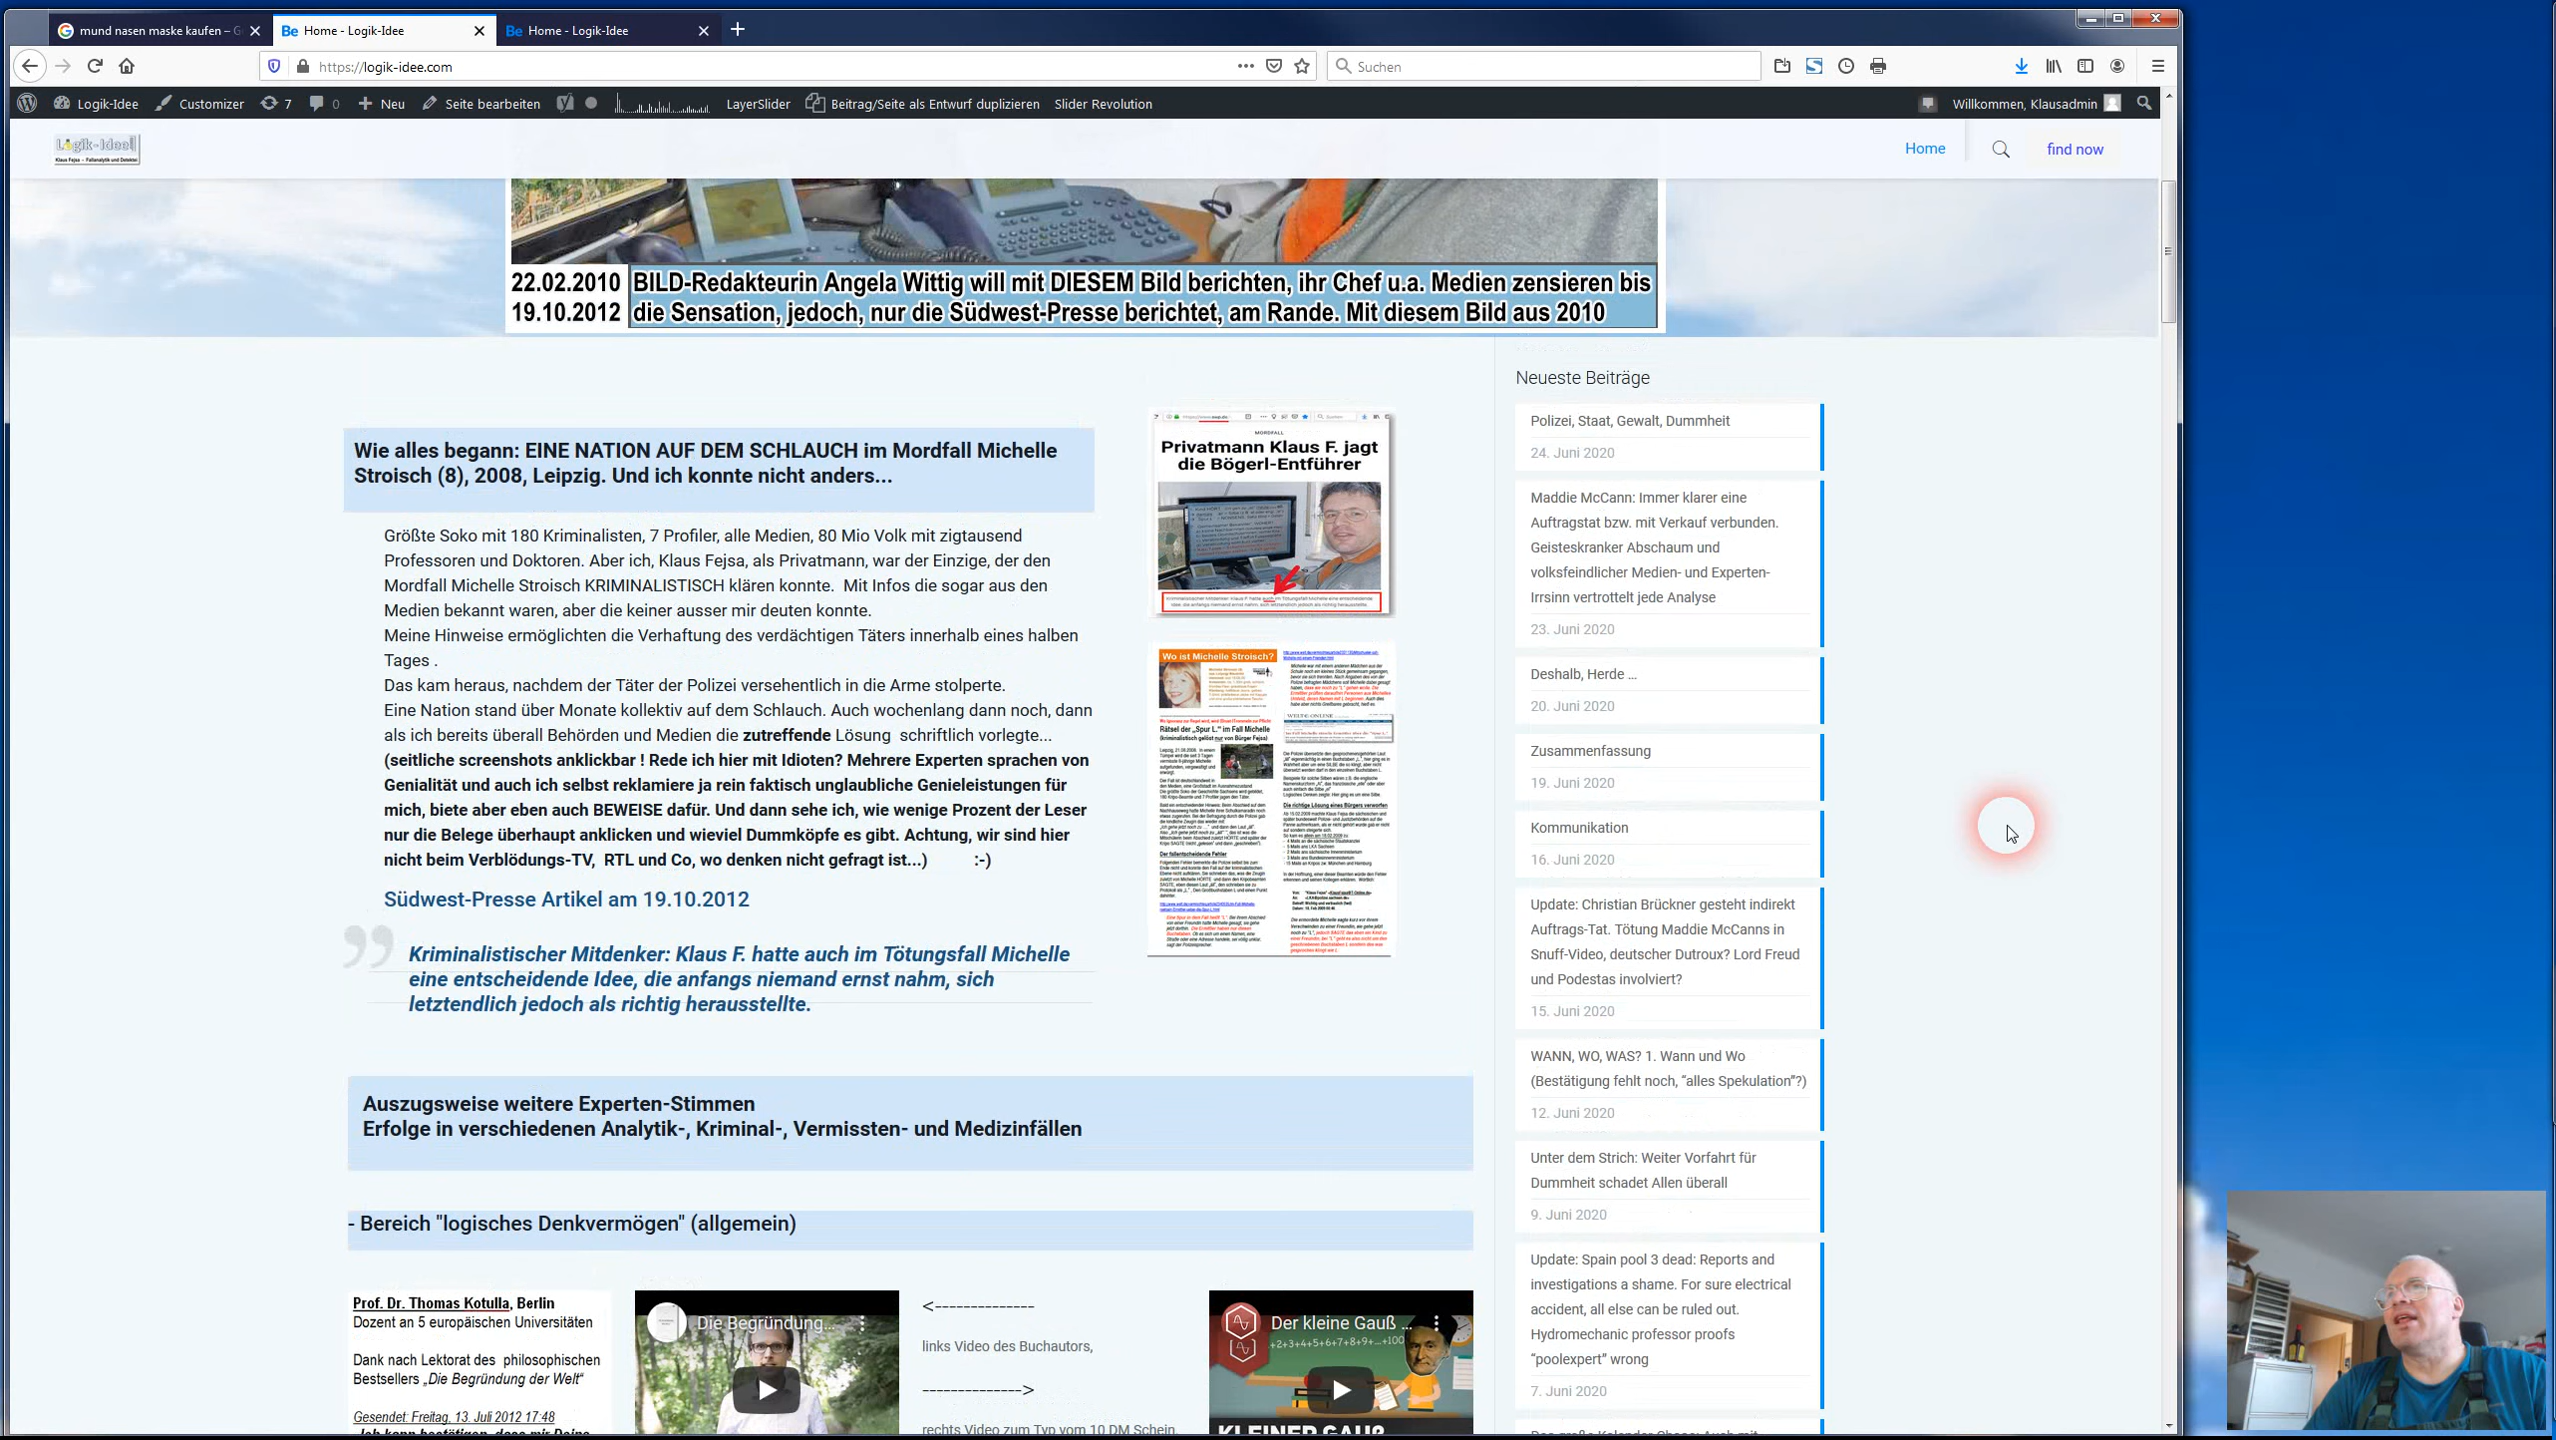 mund nasen maske kaufen – G
Home - Logik-Idee
Home - Logik-Idee
https://logik-idee.com
Suchen
Logik-Idee
Customizer
7
0
Neu
Seite bearbeiten
LayerSlider
Beitrag/Seite als Entwurf duplizieren
Slider Revolution
Willkommen, Klausadmin
Logik-Idee
Klaus Fejsa - Fallanalytik und Detektei
Home
find now
22.02.2010 BILD-Redakteurin Angela Wittig will mit DIESEM Bild berichten, ihr Chef u.a. Medien zensieren bis
19.10.2012 die Sensation, jedoch, nur die Südwest-Presse berichtet, am Rande. Mit diesem Bild aus 2010
Wie alles begann: EINE NATION AUF DEM SCHLAUCH im Mordfall Michelle
Stroisch (8), 2008, Leipzig. Und ich konnte nicht anders...
Größte Soko mit 180 Kriminalisten, 7 Profiler, alle Medien, 80 Mio Volk mit zigtausend
Professoren und Doktoren. Aber ich, Klaus Fejsa, als Privatmann, war der Einzige, der den
Mordfall Michelle Stroisch KRIMINALISTISCH klären konnte. Mit Infos die sogar aus den
Medien bekannt waren, aber die keiner ausser mir deuten konnte.
Meine Hinweise ermöglichten die Verhaftung des verdächtigen Täters innerhalb eines halben
Tages .
Das kam heraus, nachdem der Täter der Polizei versehentlich in die Arme stolperte.
Eine Nation stand über Monate kollektiv auf dem Schlauch. Auch wochenlang dann noch, dann
als ich bereits überall Behörden und Medien die zutreffende Lösung schriftlich vorlegte...
(seitliche screenshots anklickbar ! Rede ich hier mit Idioten? Mehrere Experten sprachen von
Genialität und auch ich selbst reklamiere ja rein faktisch unglaubliche Genieleistungen für
mich, biete aber eben auch BEWEISE dafür. Und dann sehe ich, wie wenige Prozent der Leser
nur die Belege überhaupt anklicken und wieviel Dummköpfe es gibt. Achtung, wir sind hier
nicht beim Verblödungs-TV, RTL und Co, wo denken nicht gefragt ist...) :-)
Südwest-Presse Artikel am 19.10.2012
Kriminalistischer Mitdenker: Klaus F. hatte auch im Tötungsfall Michelle
eine entscheidende Idee, die anfangs niemand ernst nahm, sich
letztendlich jedoch als richtig herausstellte.
MORDFALL
Privatmann Klaus F. jagt
die Bögerl-Entführer
Wo ist Michelle Stroisch?
Rätsel der „Spur L." im Fall Michelle
(kriminalistisch gelöst nur von Bürger Fejsa)
Der fallentscheidende Fehler
WELT ONLINE
Die richtige Lösung eines Bürgers verworfen
Auszugsweise weitere Experten-Stimmen
Erfolge in verschiedenen Analytik-, Kriminal-, Vermissten- und Medizinfällen
- Bereich "logisches Denkvermögen" (allgemein)
Prof. Dr. Thomas Kotulla, Berlin
Dozent an 5 europäischen Universitäten
Dank nach Lektorat des philosophischen
Bestsellers „Die Begründung der Welt"
Gesendet: Freitag, 13. Juli 2012 17:48
Die Begründung...
<--------------
links Video des Buchautors,
-------------->
rechts Video zum Typ vom 10 DM Schein,
Der kleine Gauß ...
+2+3+4+5+6+7+8+9+...+100
KLEINER GAUß
Neueste Beiträge
Polizei, Staat, Gewalt, Dummheit
24. Juni 2020
Maddie McCann: Immer klarer eine
Auftragstat bzw. mit Verkauf verbunden.
Geisteskranker Abschaum und
volksfeindlicher Medien- und Experten-
Irrsinn vertrottelt jede Analyse
23. Juni 2020
Deshalb, Herde ...
20. Juni 2020
Zusammenfassung
19. Juni 2020
Kommunikation
16. Juni 2020
Update: Christian Brückner gesteht indirekt
Auftrags-Tat. Tötung Maddie McCanns in
Snuff-Video, deutscher Dutroux? Lord Freud
und Podestas involviert?
15. Juni 2020
WANN, WO, WAS? 1. Wann und Wo
(Bestätigung fehlt noch, "alles Spekulation"?)
12. Juni 2020
Unter dem Strich: Weiter Vorfahrt für
Dummheit schadet Allen überall
9. Juni 2020
Update: Spain pool 3 dead: Reports and
investigations a shame. For sure electrical
accident, all else can be ruled out.
Hydromechanic professor proofs
"poolexpert" wrong
7. Juni 2020